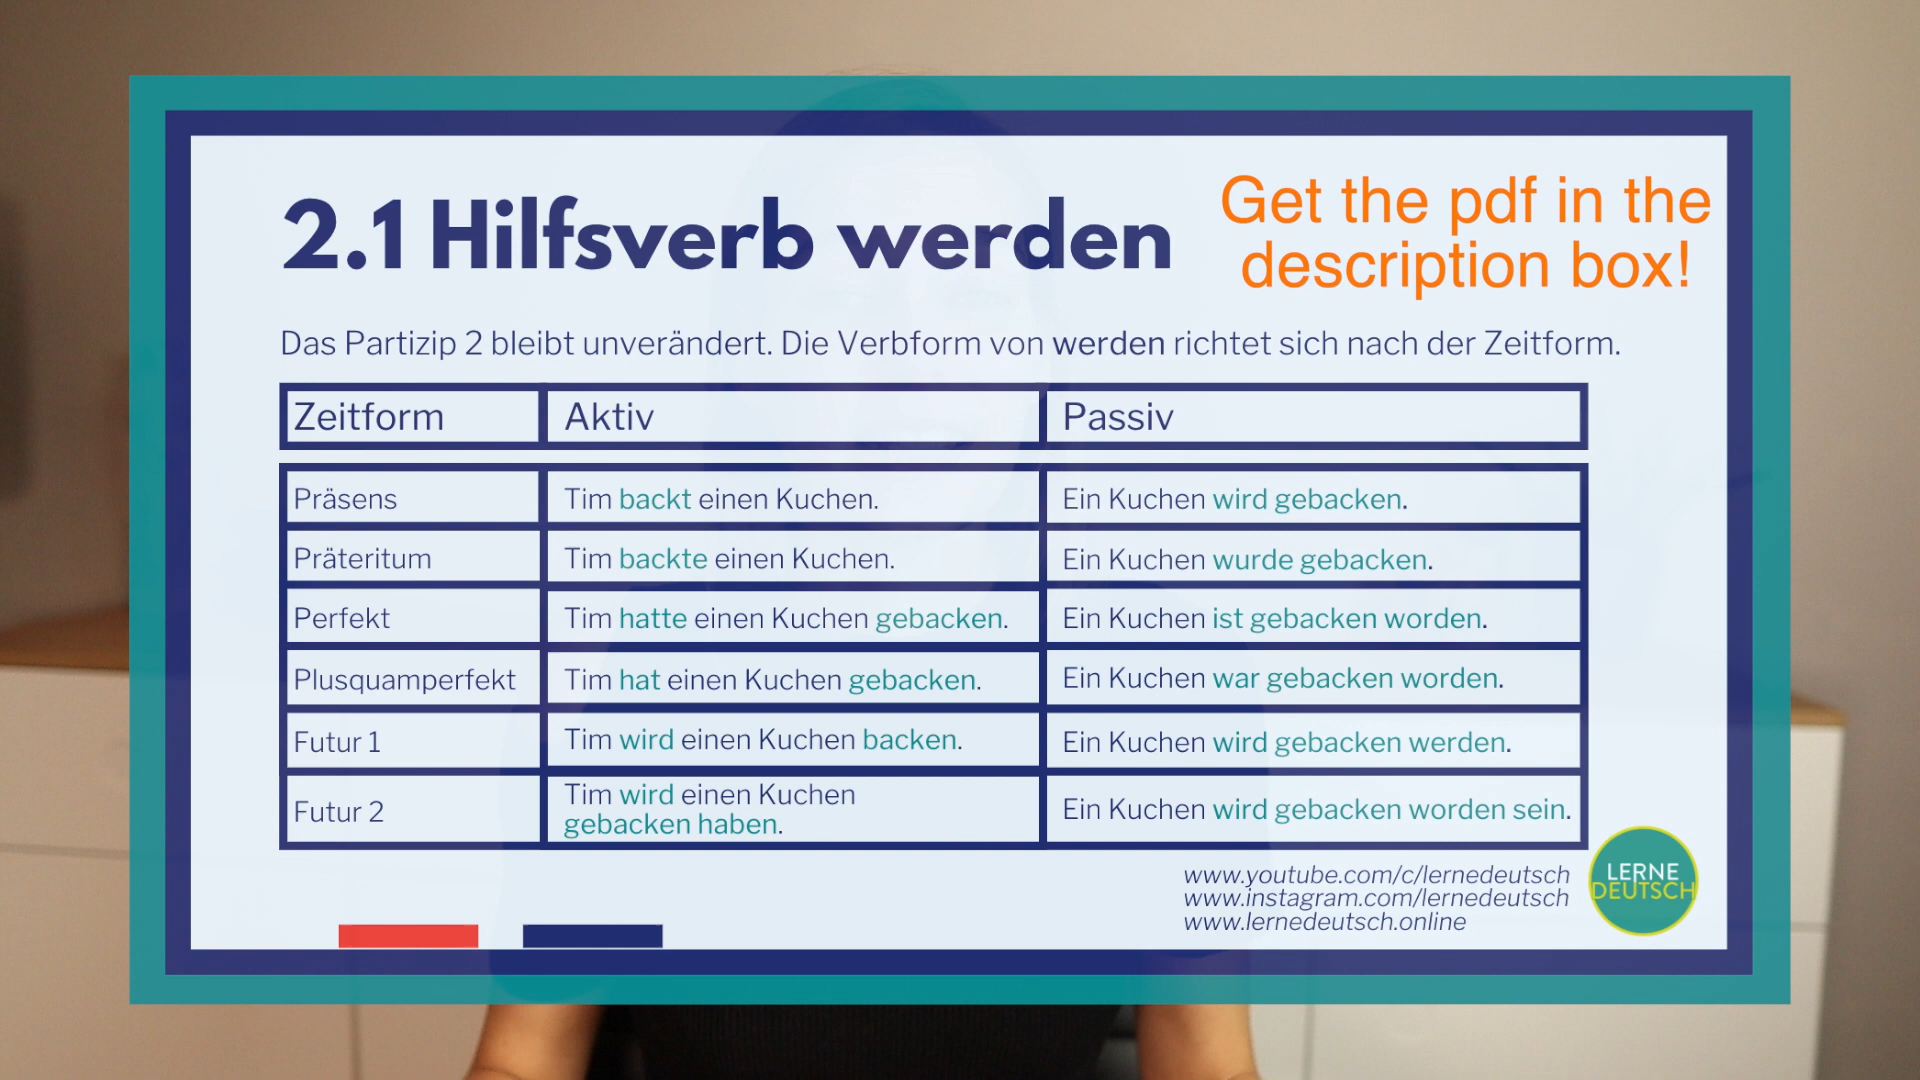 2.1 Hilfsverb werden
Get the pdf in the
description box!
Das Partizip 2 bleibt unverändert. Die Verbform von werden richtet sich nach der Zeitform.
Zeitform Aktiv Passiv
Präsens Tim backt einen Kuchen. Ein Kuchen wird gebacken.
Präteritum Tim backte einen Kuchen. Ein Kuchen wurde gebacken.
Perfekt Tim hatte einen Kuchen gebacken. Ein Kuchen ist gebacken worden.
Plusquamperfekt Tim hat einen Kuchen gebacken. Ein Kuchen war gebacken worden.
Futur 1 Tim wird einen Kuchen backen. Ein Kuchen wird gebacken werden.
Futur 2 Tim wird einen Kuchen
gebacken haben. Ein Kuchen wird gebacken worden sein.
www.youtube.com/c/lernedeutsch
www.instagram.com/lernedeutsch
www.lernedeutsch.online
LERNE
DEUTSCH